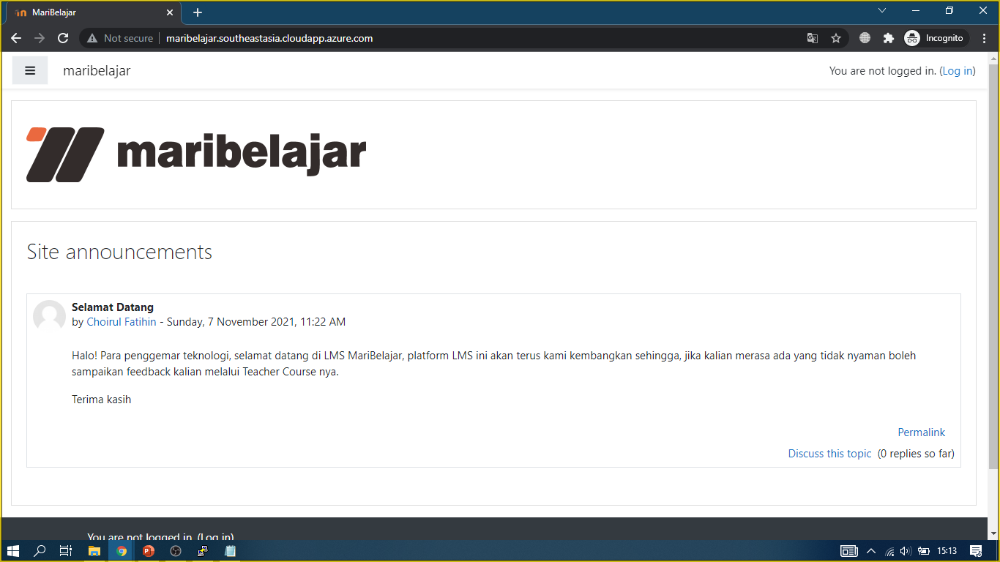 MariBelajar
Not secure maribelajar.southeastasia.cloudapp.azure.com Incognito
maribelajar You are not logged in. (Log in)
maribelajar
Site announcements
Selamat Datang
by Choirul Fatihin - Sunday, 7 November 2021, 11:22 AM
Halo! Para penggemar teknologi, selamat datang di LMS MariBelajar, platform LMS ini akan terus kami kembangkan sehingga, jika kalian merasa ada yang tidak nyaman boleh
sampaikan feedback kalian melalui Teacher Course nya.
Terima kasih
Permalink
Discuss this topic (0 replies so far)
You are not logged in. (Log in)
15:13